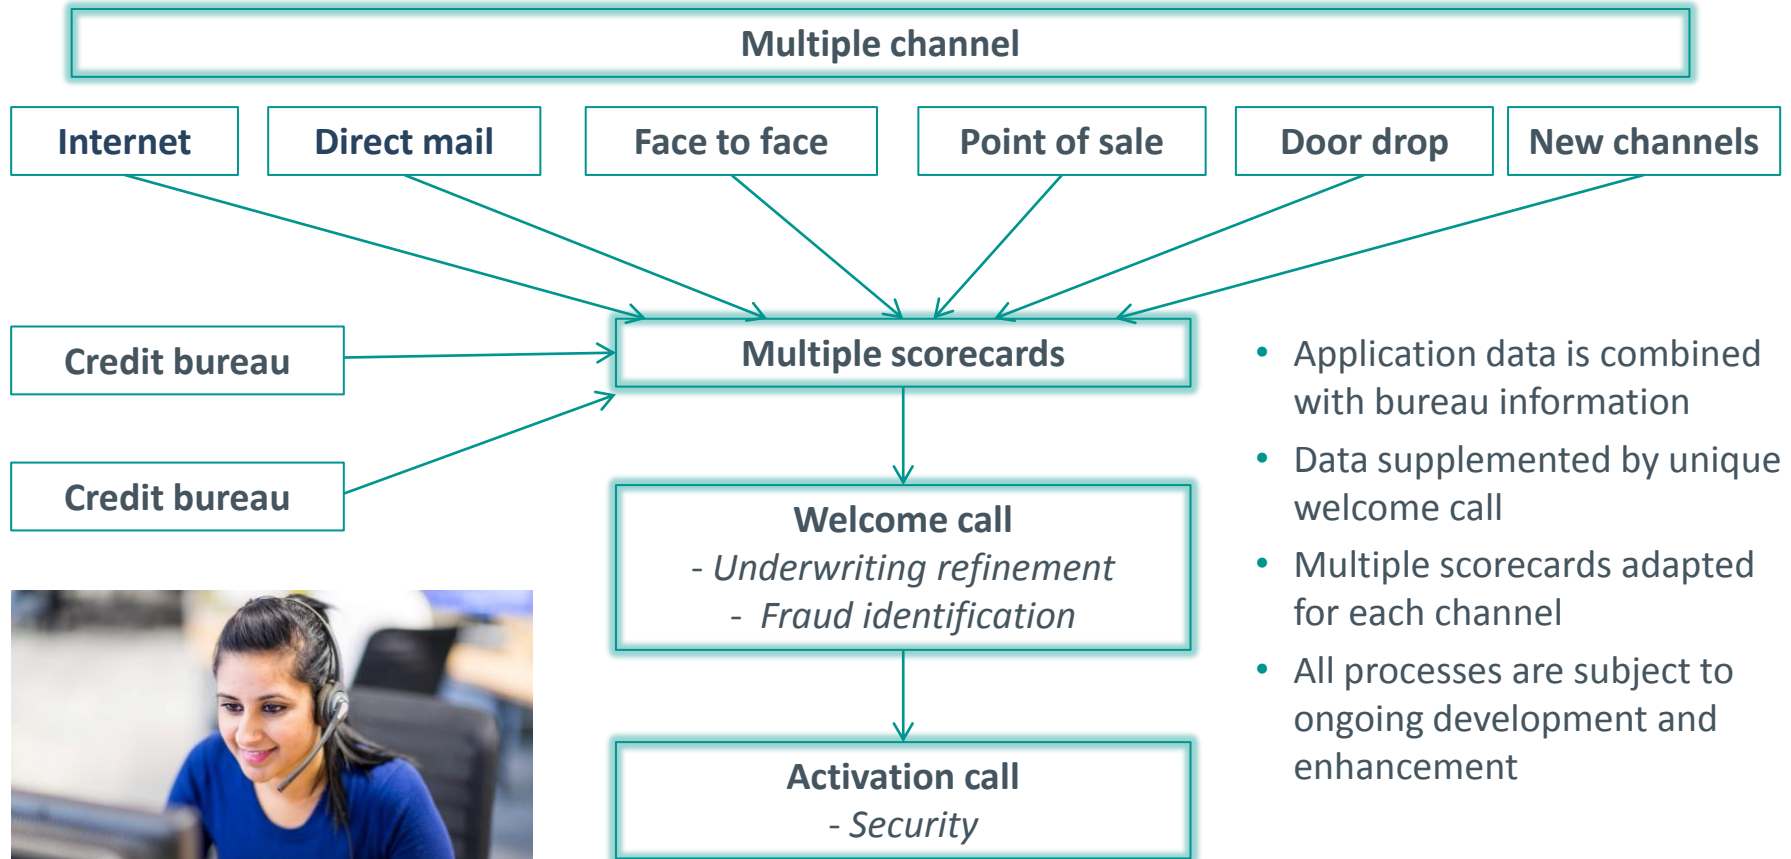 Multiple channel
Internet
Direct mail
Face to face
Point of sale
Door drop
New channels
Credit bureau
Credit bureau
Multiple scorecards
Welcome call
- Underwriting refinement
- Fraud identification
Activation call
- Security
• Application data is combined
with bureau information
• Data supplemented by unique
welcome call
• Multiple scorecards adapted
for each channel
• All processes are subject to
ongoing development and
enhancement